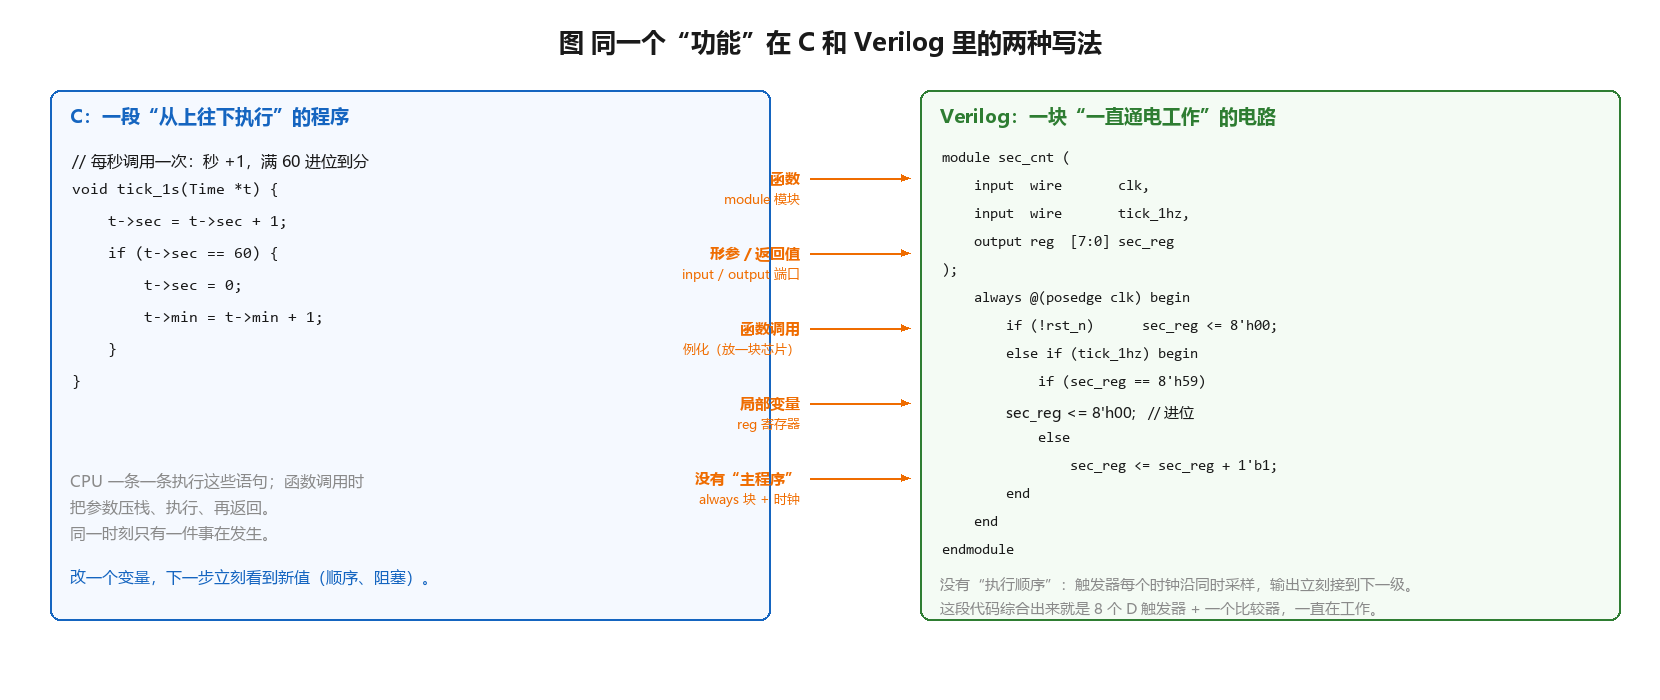 图 同一个“功能”在 C 和 Verilog 里的两种写法
C：一段“从上往下执行”的程序
// 每秒调用一次：秒 +1，满 60 进位到分
void tick_1s(Time *t) {
    t->sec = t->sec + 1;
    if (t->sec == 60) {
        t->sec = 0;
        t->min = t->min + 1;
    }
}
CPU 一条一条执行这些语句；函数调用时
把参数压栈、执行、再返回。
同一时刻只有一件事在发生。
改一个变量，下一步立刻看到新值（顺序、阻塞）。
函数
module 模块
形参 / 返回值
input / output 端口
函数调用
例化（放一块芯片）
局部变量
reg 寄存器
没有“主程序”
always 块 + 时钟
Verilog：一块“一直通电工作”的电路
module sec_cnt (
    input  wire       clk,
    input  wire       tick_1hz,
    output reg  [7:0] sec_reg
);
    always @(posedge clk) begin
        if (!rst_n)      sec_reg <= 8'h00;
        else if (tick_1hz) begin
            if (sec_reg == 8'h59)
        sec_reg <= 8'h00;  // 进位
            else
                sec_reg <= sec_reg + 1'b1;
        end
    end
endmodule
没有“执行顺序”：触发器每个时钟沿同时采样，输出立刻接到下一级。
这段代码综合出来就是 8 个 D 触发器 + 一个比较器，一直在工作。